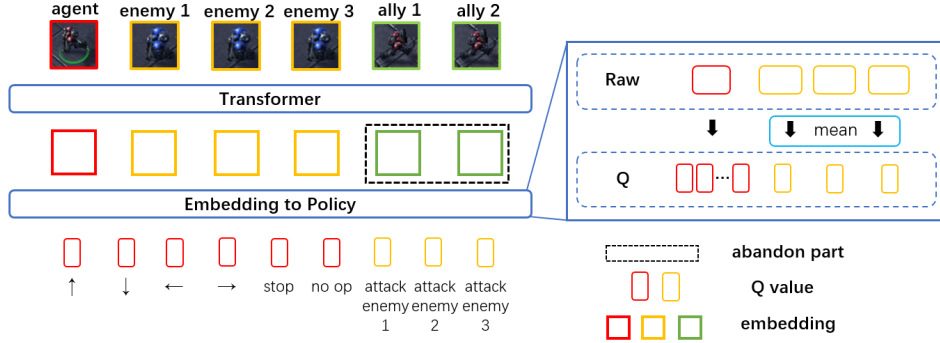 agent enemy 1 enemy 2 enemy 3 ally 1 ally 2
Transformer
Embedding to Policy
↑ ↓ ← → stop no op attack attack attack
enemy enemy enemy
1 2 3
Raw
mean
Q ...
abandon part
Q value
embedding